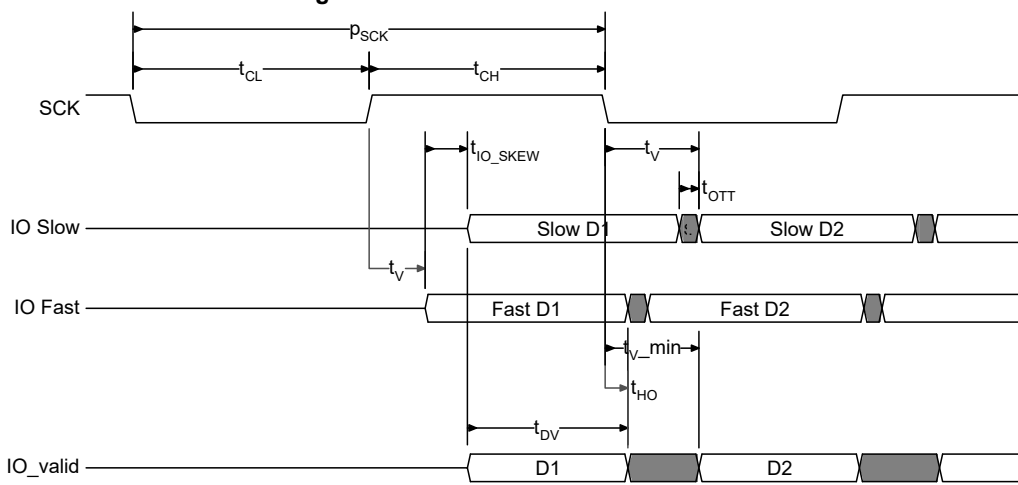 pSCK
tCL tCH
SCK
tIO_SKEW tV
tOTT
IO Slow Slow D1 Slow D2
tV
IO Fast Fast D1 Fast D2
tV_min
tHO
tDV
IO_valid D1 D2